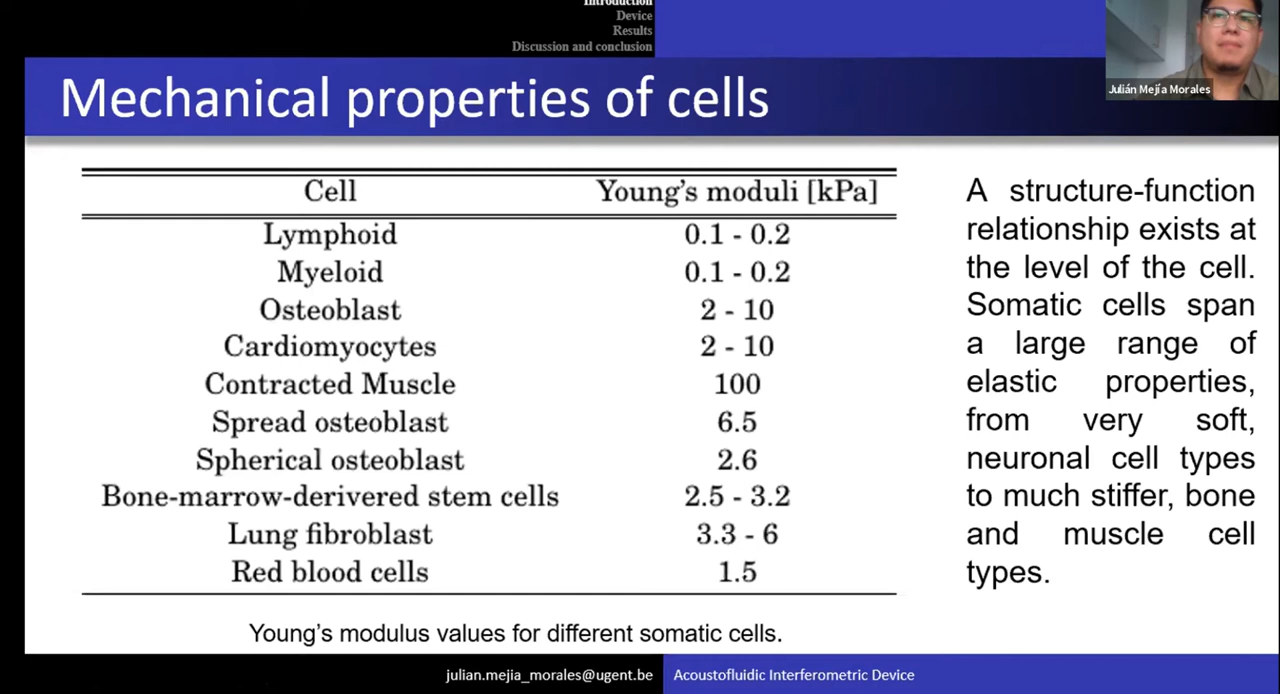 Introduction
Device
Results
Discussion and conclusion
Julián Mejía Morales
Mechanical properties of cells
Cell Young's moduli [kPa]
Lymphoid 0.1 - 0.2
Myeloid 0.1 - 0.2
Osteoblast 2 - 10
Cardiomyocytes 2 - 10
Contracted Muscle 100
Spread osteoblast 6.5
Spherical osteoblast 2.6
Bone-marrow-derivered stem cells 2.5 - 3.2
Lung fibroblast 3.3 - 6
Red blood cells 1.5
Young's modulus values for different somatic cells.
A structure-function
relationship exists at
the level of the cell.
Somatic cells span
a large range of
elastic properties,
from very soft,
neuronal cell types
to much stiffer, bone
and muscle cell
types.
julian.mejia_morales@ugent.be Acoustofluidic Interferometric Device